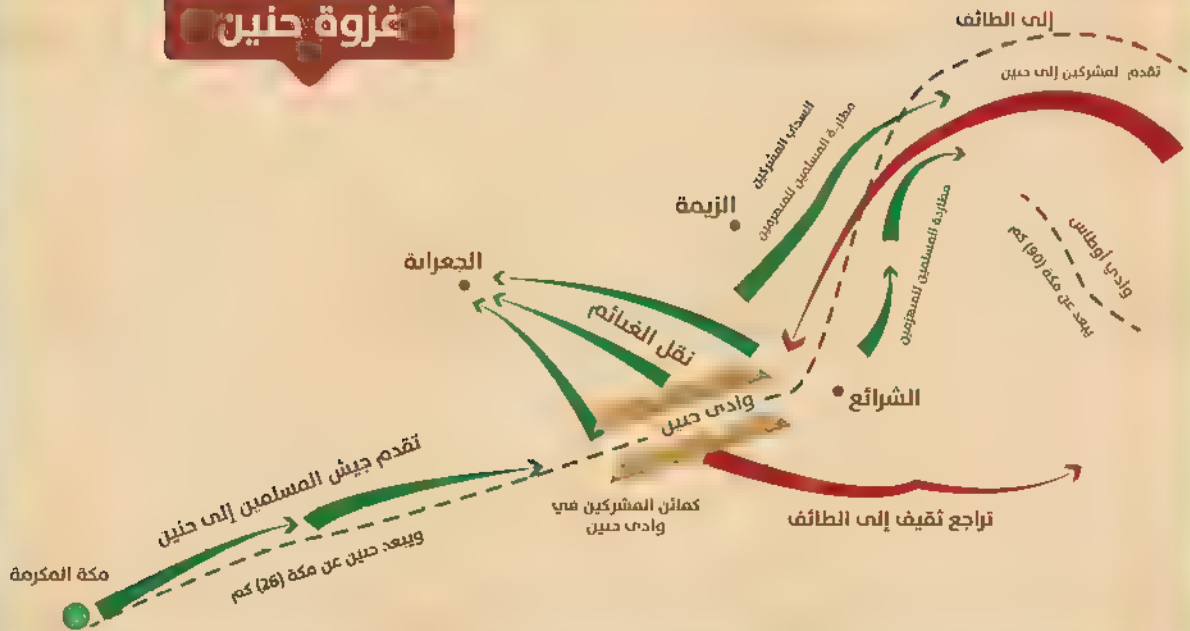 غزوة حنين
إلى الطائف
تقدم المشركين إلى حنين
انسحاب المشركين
مطاردة المسلمين للمنهزمين
الزيمة
مطاردة المسلمين للمنهزمين
وادي أوطاس
يبعد عن مكة (90) كم
الجعرانة
نقل الغنائم
الشرائع
وادي حنين
تقدم جيش المسلمين إلى حنين
ويبعد حنين عن مكة (26) كم
كمائن المشركين في
وادي حنين
تراجع ثقيف إلى الطائف
مكة المكرمة